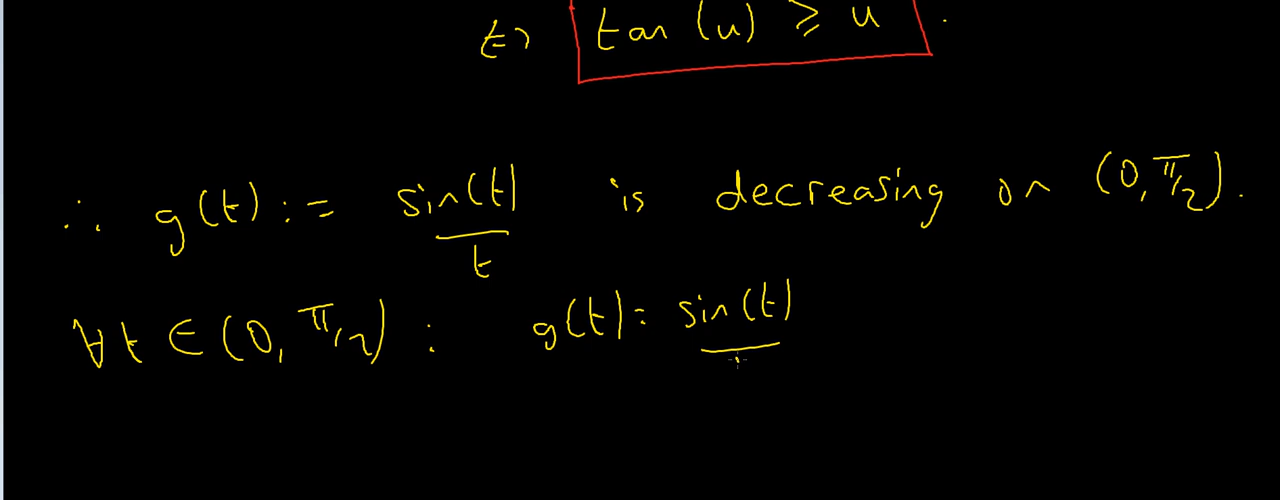 ⇔ tan(u) ≥ u.
∴ g(t) := sin(t)/t is decreasing on (0, π/2).
∀t ∈ (0, π/2) : g(t) = sin(t)/